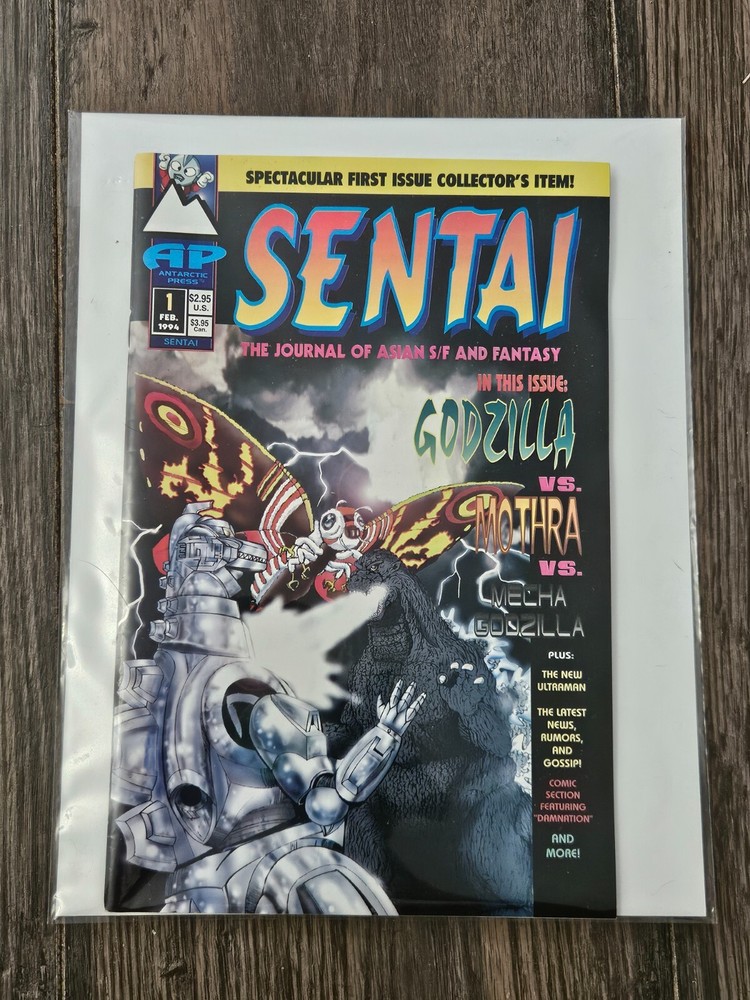 SPECTACULAR FIRST ISSUE COLLECTOR'S ITEM!
SENTAI
AP
ANTARCTIC
PRESS™
1
FEB.
1994
$2.95
U.S.
$3.95
Can.
SENTAI
THE JOURNAL OF ASIAN S/F AND FANTASY
IN THIS ISSUE:
GODZILLA
VS.
MOTHRA
VS.
MECHA
GODZILLA
PLUS:
THE NEW
ULTRAMAN
THE LATEST
NEWS,
RUMORS,
AND
GOSSIP!
COMIC
SECTION
FEATURING
"DAMNATION"
AND
MORE!